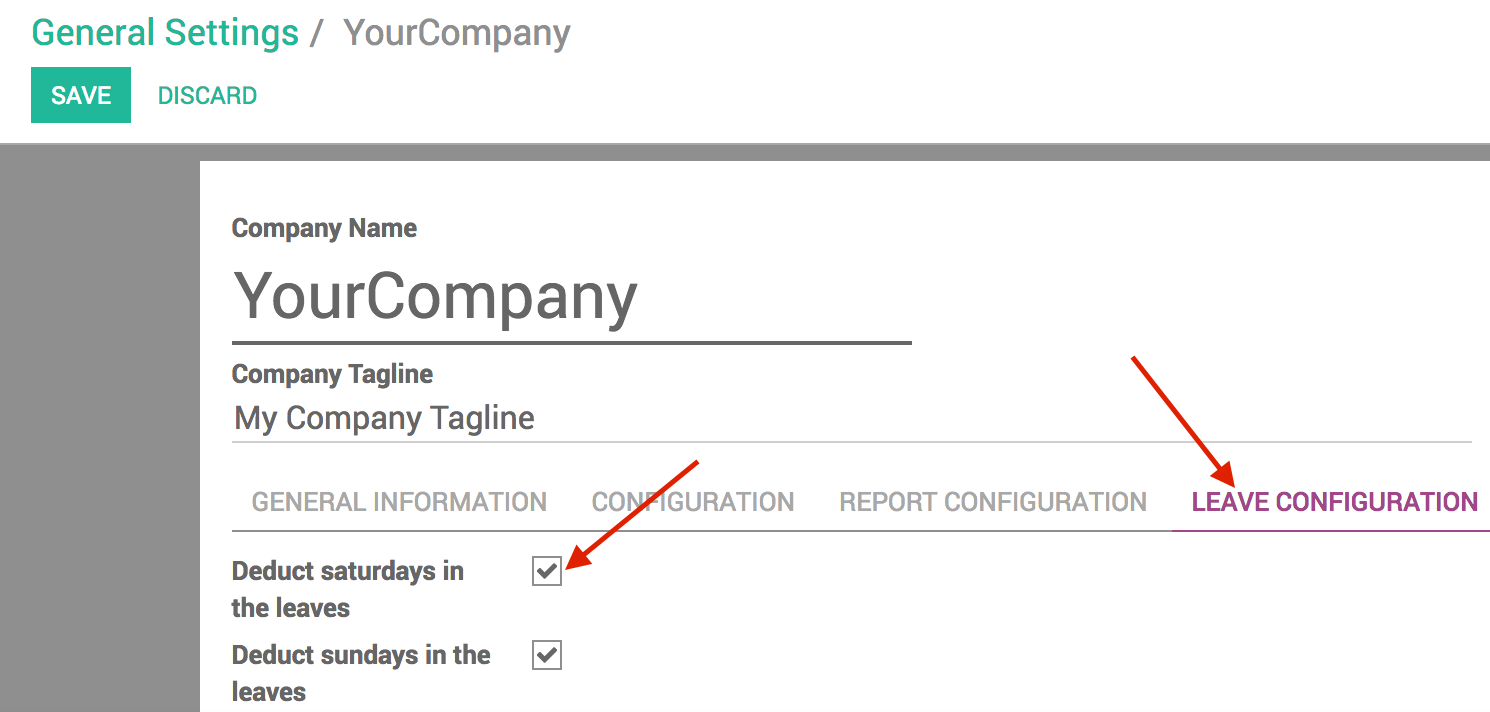 General Settings / YourCompany
SAVE DISCARD
Company Name
YourCompany
Company Tagline
My Company Tagline
GENERAL INFORMATION CONFIGURATION REPORT CONFIGURATION LEAVE CONFIGURATION
Deduct saturdays in
the leaves
Deduct sundays in the
leaves